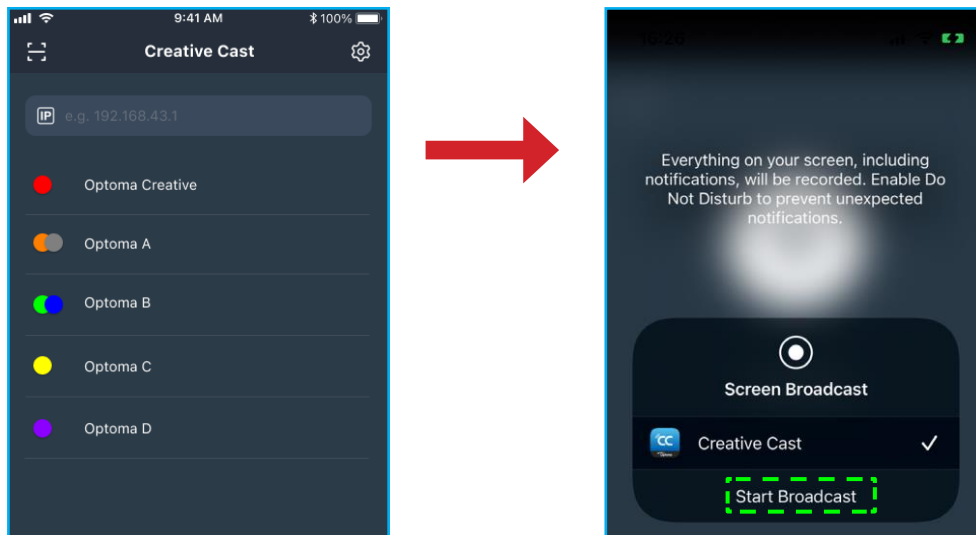 9:41 AM
100%
Creative Cast
IP e.g. 192.168.43.1
Optoma Creative
Optoma A
Optoma B
Optoma C
Optoma D
15:26
Everything on your screen, including
notifications, will be recorded. Enable Do
Not Disturb to prevent unexpected
notifications.
Screen Broadcast
CC
Creative Cast
Start Broadcast